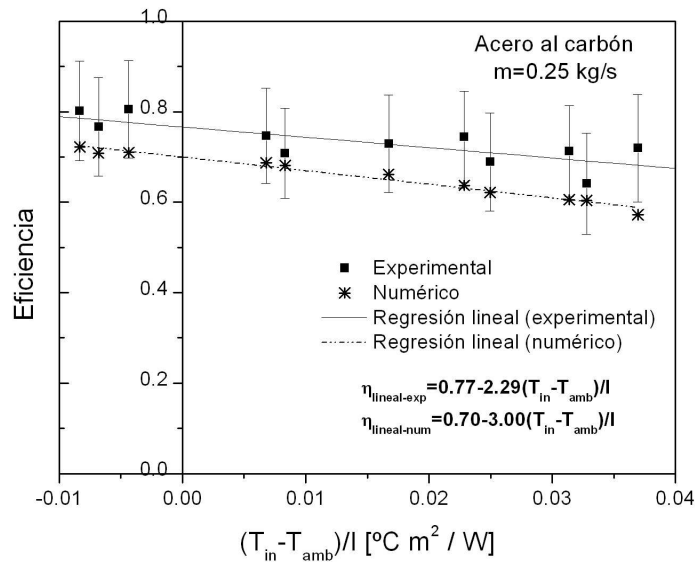 Acero al carbón
m=0.25 kg/s
1.0
0.8
0.6
0.4
0.2
0.0
Eficiencia
Experimental
Numérico
Regresión lineal (experimental)
Regresión lineal (numérico)
ηlineal-exp=0.77-2.29(Tin-Tamb)/I
ηlineal-num=0.70-3.00(Tin-Tamb)/I
-0.01 0.00 0.01 0.02 0.03 0.04
(Tin-Tamb)/I [ºC m² / W]